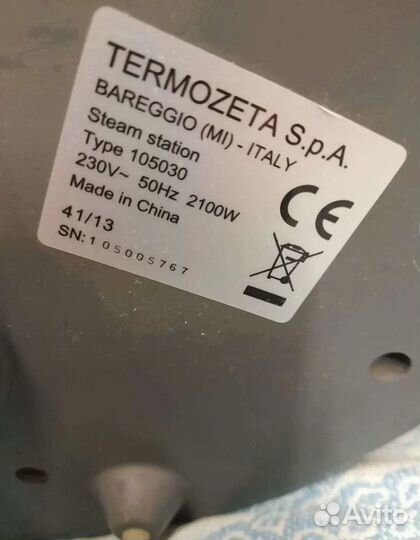 TERMOZETA S.p.A.
BAREGGIO (MI) - ITALY
Steam station
Type 105030
230V~ 50Hz 2100W
Made in China
41/13
SN: 105005767
CE
Avito